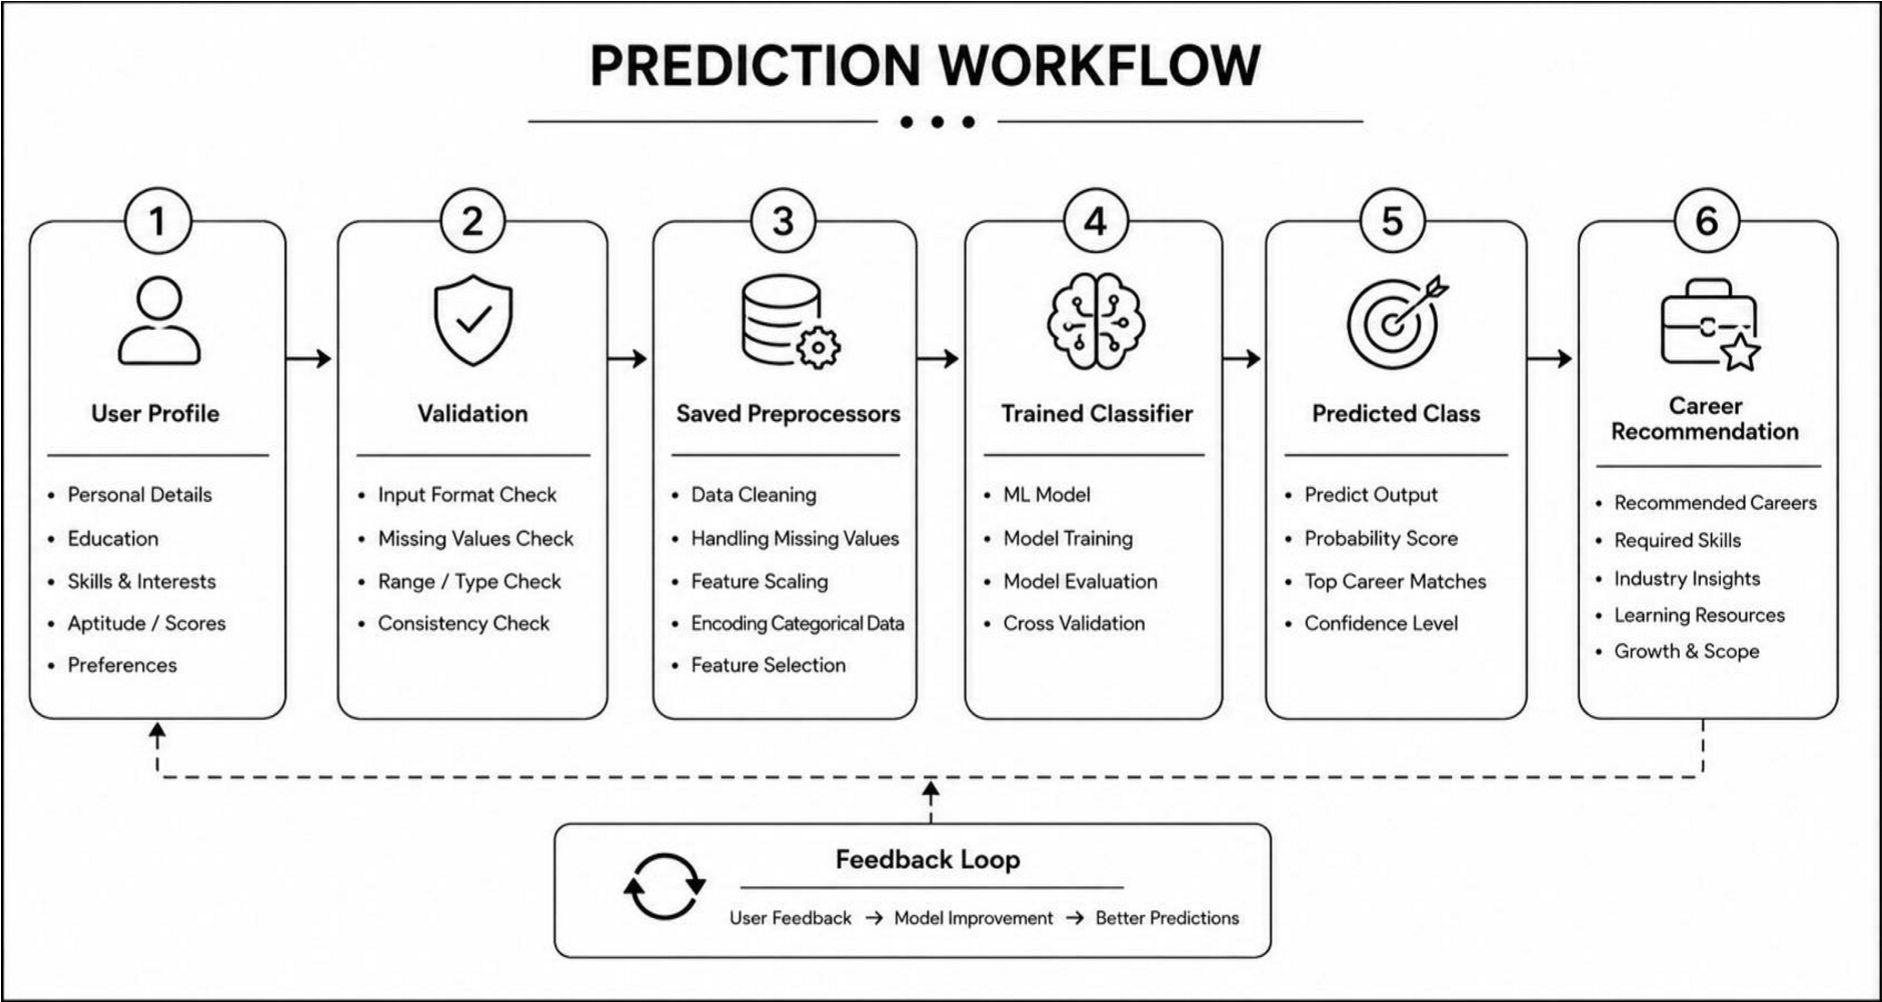 PREDICTION WORKFLOW
1
User Profile
• Personal Details
• Education
• Skills & Interests
• Aptitude / Scores
• Preferences
2
Validation
• Input Format Check
• Missing Values Check
• Range / Type Check
• Consistency Check
3
Saved Preprocessors
• Data Cleaning
• Handling Missing Values
• Feature Scaling
• Encoding Categorical Data
• Feature Selection
4
Trained Classifier
• ML Model
• Model Training
• Model Evaluation
• Cross Validation
5
Predicted Class
• Predict Output
• Probability Score
• Top Career Matches
• Confidence Level
6
Career
Recommendation
• Recommended Careers
• Required Skills
• Industry Insights
• Learning Resources
• Growth & Scope
Feedback Loop
User Feedback → Model Improvement → Better Predictions